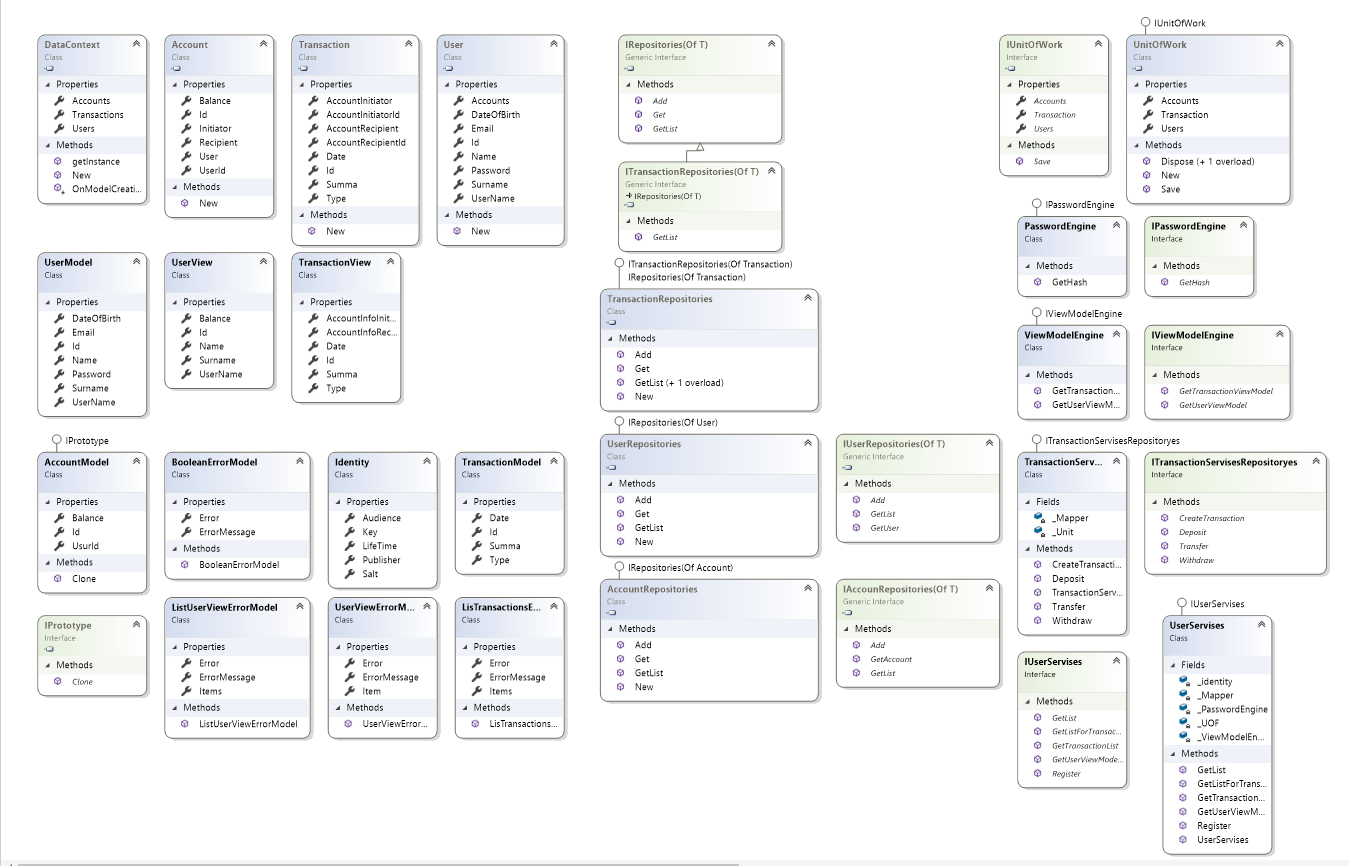 DataContext
Class
Properties
Accounts
Transactions
Users
Methods
getInstance
New
OnModelCreati...
Account
Class
Properties
Balance
Id
Initiator
Recipient
User
UserId
Methods
New
Transaction
Class
Properties
AccountInitiator
AccountInitiatorId
AccountRecipient
AccountRecipientId
Date
Id
Summa
Type
Methods
New
User
Class
Properties
Accounts
DateOfBirth
Email
Id
Name
Password
Surname
UserName
Methods
New
UserModel
Class
Properties
DateOfBirth
Email
Id
Name
Password
Surname
UserName
UserView
Class
Properties
Balance
Id
Name
Surname
UserName
TransactionView
Class
Properties
AccountInfoInit...
AccountInfoRec...
Date
Id
Summa
Type
IPrototype
AccountModel
Class
Properties
Balance
Id
UsurId
Methods
Clone
BooleanErrorModel
Class
Properties
Error
ErrorMessage
Methods
BooleanErrorModel
Identity
Class
Properties
Audience
Key
LifeTime
Publisher
Salt
TransactionModel
Class
Properties
Date
Id
Summa
Type
IPrototype
Interface
Methods
Clone
ListUserViewErrorModel
Class
Properties
Error
ErrorMessage
Items
Methods
ListUserViewErrorModel
UserViewErrorM...
Class
Properties
Error
ErrorMessage
Item
Methods
UserViewError...
LisTransactionsE...
Class
Properties
Error
ErrorMessage
Items
Methods
LisTransactions...
IRepositories(Of T)
Generic Interface
Methods
Add
Get
GetList
ITransactionRepositories(Of T)
Generic Interface
IRepositories(Of T)
Methods
GetList
ITransactionRepositories(Of Transaction)
IRepositories(Of Transaction)
TransactionRepositories
Class
Methods
Add
Get
GetList (+ 1 overload)
New
IRepositories(Of User)
UserRepositories
Class
Methods
Add
Get
GetList
New
IUserRepositories(Of T)
Generic Interface
Methods
Add
GetList
GetUser
IRepositories(Of Account)
AccountRepositories
Class
Methods
Add
Get
GetList
New
IAccounRepositories(Of T)
Generic Interface
Methods
Add
GetAccount
GetList
IUnitOfWork
Interface
Properties
Accounts
Transaction
Users
Methods
Save
IUnitOfWork
UnitOfWork
Class
Properties
Accounts
Transaction
Users
Methods
Dispose (+ 1 overload)
New
Save
IPasswordEngine
PasswordEngine
Class
Methods
GetHash
IPasswordEngine
Interface
Methods
GetHash
IViewModelEngine
ViewModelEngine
Class
Methods
GetTransaction...
GetUserViewM...
IViewModelEngine
Interface
Methods
GetTransactionViewModel
GetUserViewModel
ITransactionServisesRepositoryes
TransactionServ...
Class
Fields
_Mapper
_Unit
Methods
CreateTransacti...
Deposit
TransactionServ...
Transfer
Withdraw
ITransactionServisesRepositoryes
Interface
Methods
CreateTransaction
Deposit
Transfer
Withdraw
IUserServises
Interface
Methods
GetList
GetListForTransac...
GetTransactionList
GetUserViewMode...
Register
IUserServises
UserServises
Class
Fields
_identity
_Mapper
_PasswordEngine
_UOF
_ViewModelEn...
Methods
GetList
GetListForTrans...
GetTransaction...
GetUserViewM...
Register
UserServises